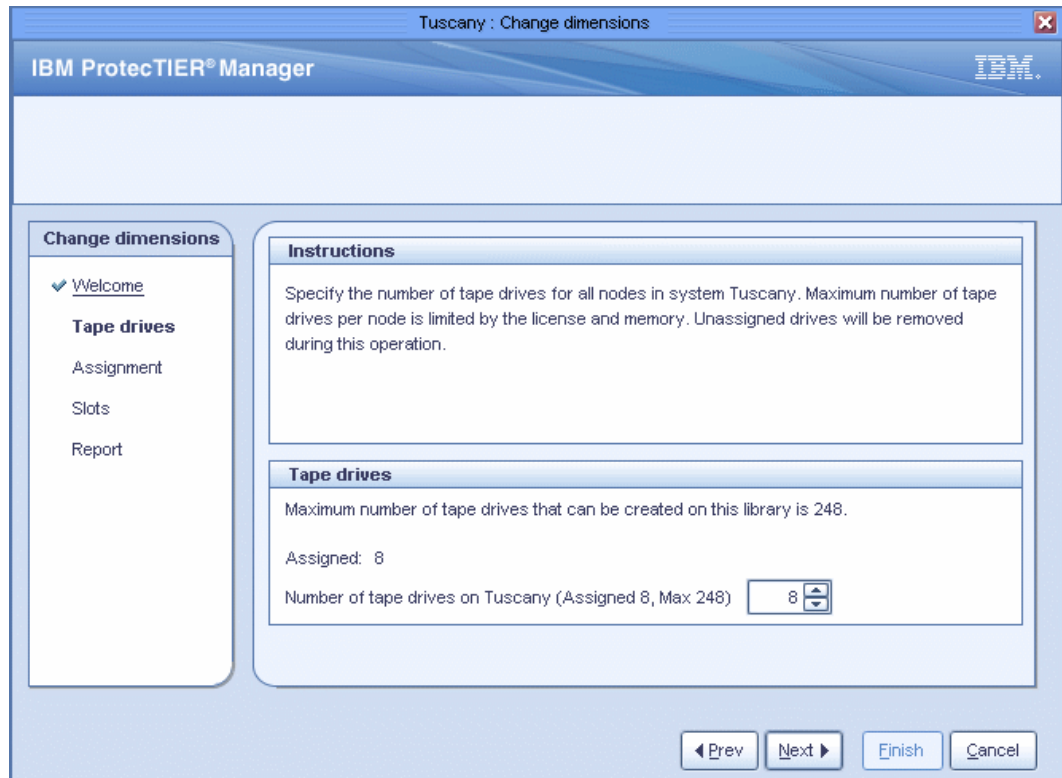 Tuscany : Change dimensions
IBM ProtecTIER® Manager
IBM.
Change dimensions
Welcome
Tape drives
Assignment
Slots
Report
Instructions
Specify the number of tape drives for all nodes in system Tuscany. Maximum number of tape
drives per node is limited by the license and memory. Unassigned drives will be removed
during this operation.
Tape drives
Maximum number of tape drives that can be created on this library is 248.
Assigned: 8
Number of tape drives on Tuscany (Assigned 8, Max 248) 8
Prev Next Finish Cancel